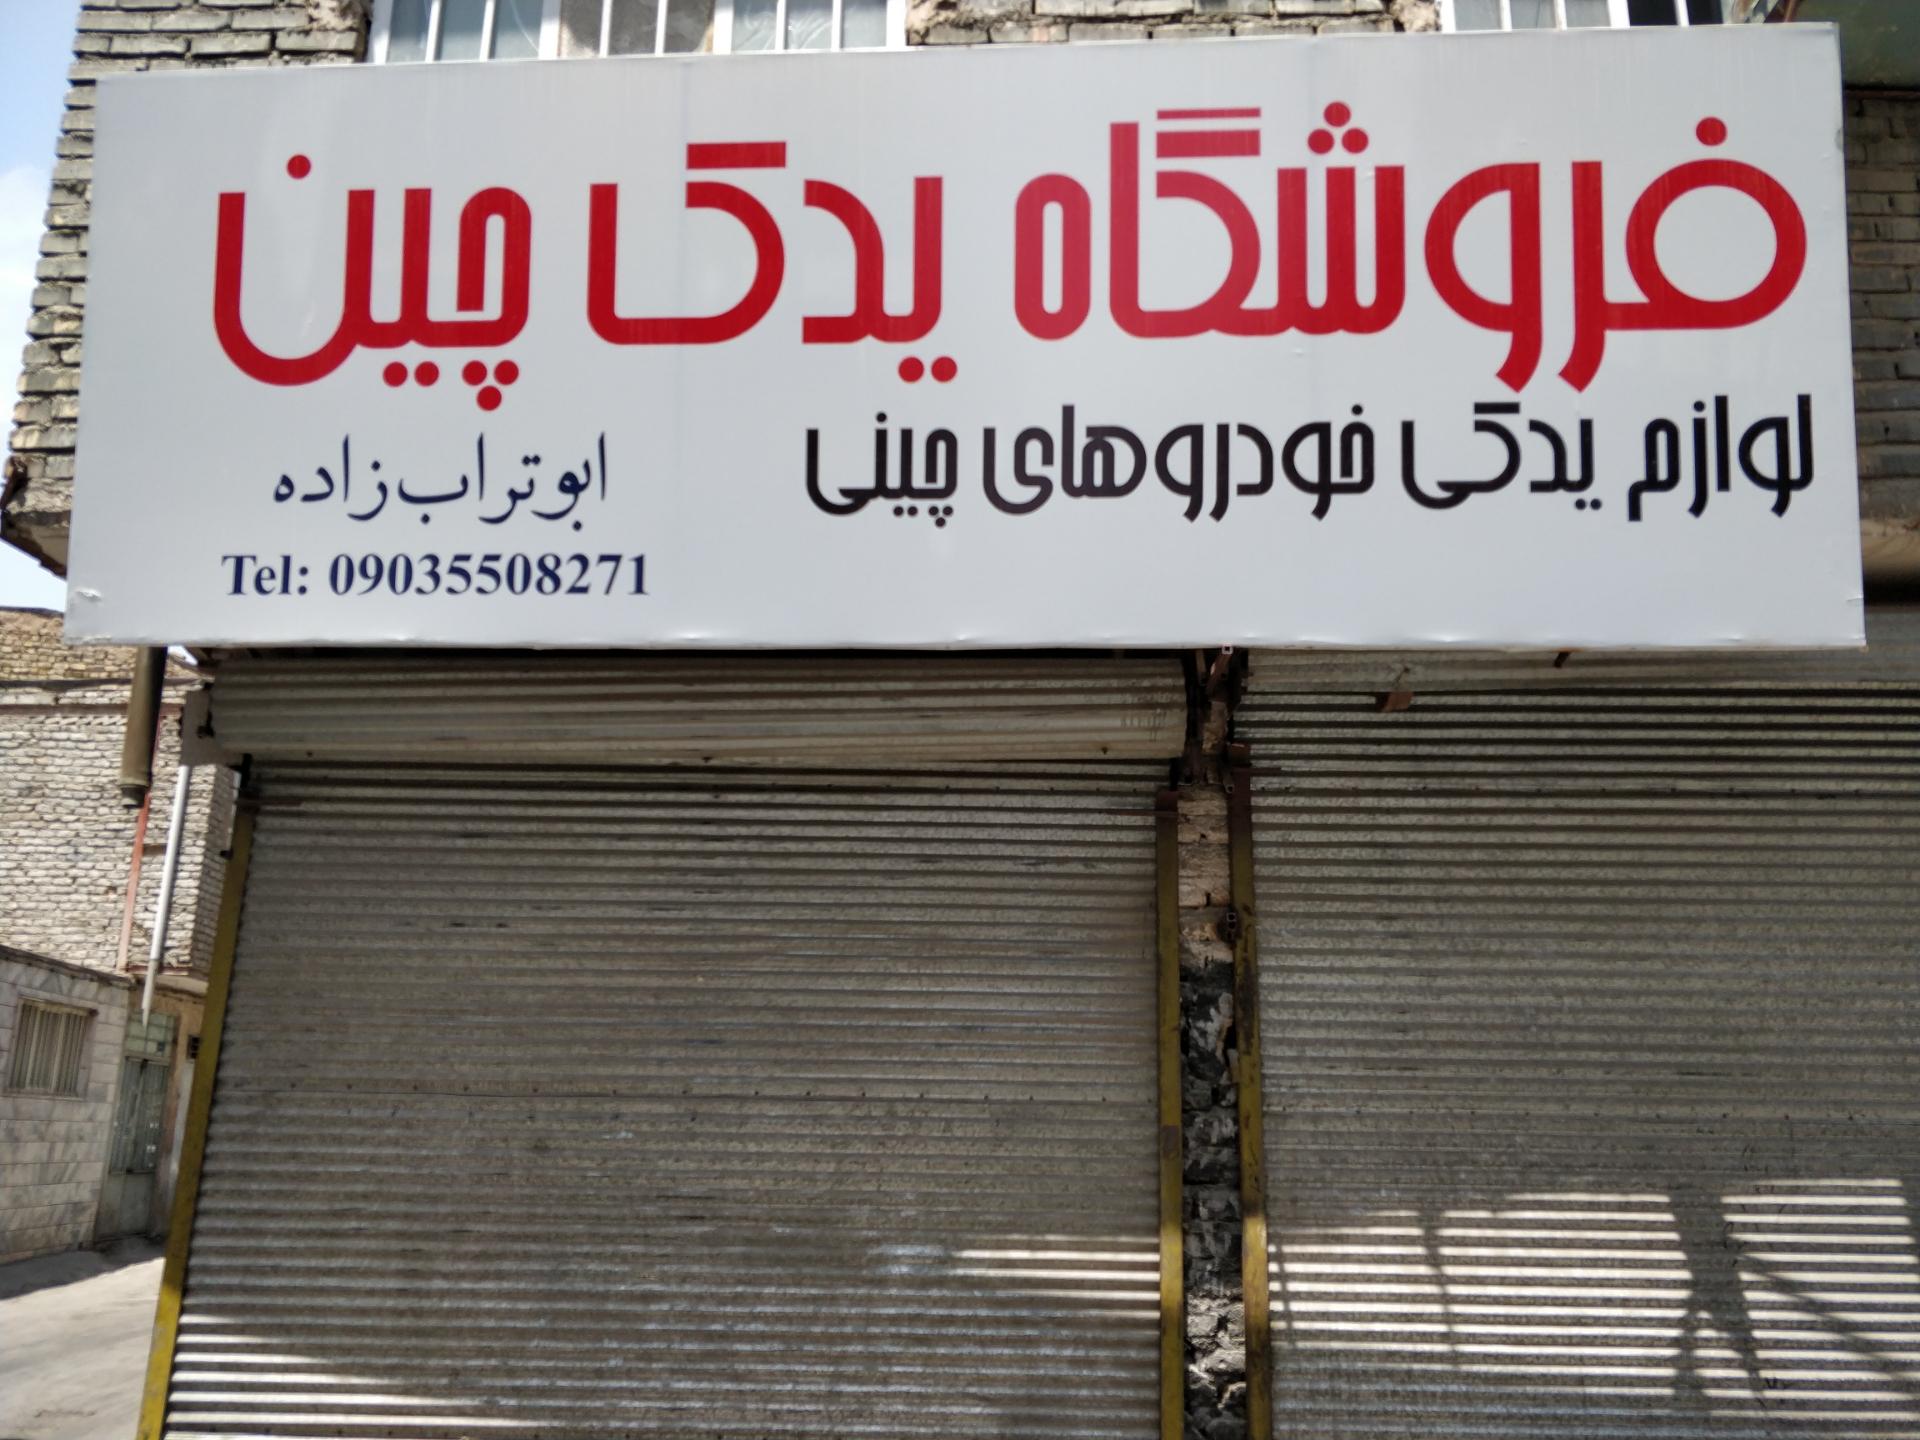 فروشگاه یدک چین
لوازم یدکی خودروهای چینی
ابوتراب‌زاده
Tel: 09035508271